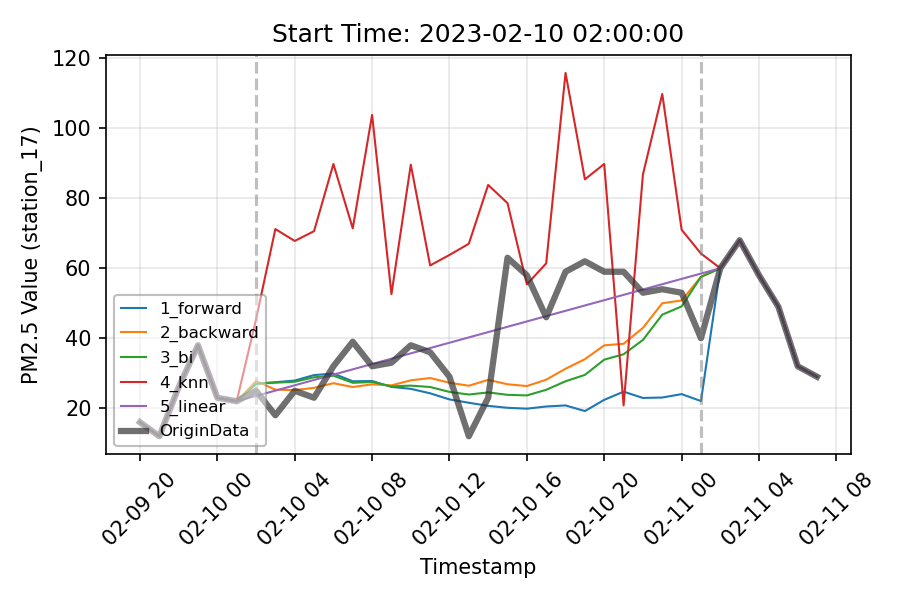 Start Time: 2023-02-10 02:00:00
PM2.5 Value (station_17)
120
100
80
60
40
20
1_forward
2_backward
3_bi
4_knn
5_linear
OriginData
02-09 20
02-10 00
02-10 04
02-10 08
02-10 12
02-10 16
02-10 20
02-11 00
02-11 04
02-11 08
Timestamp